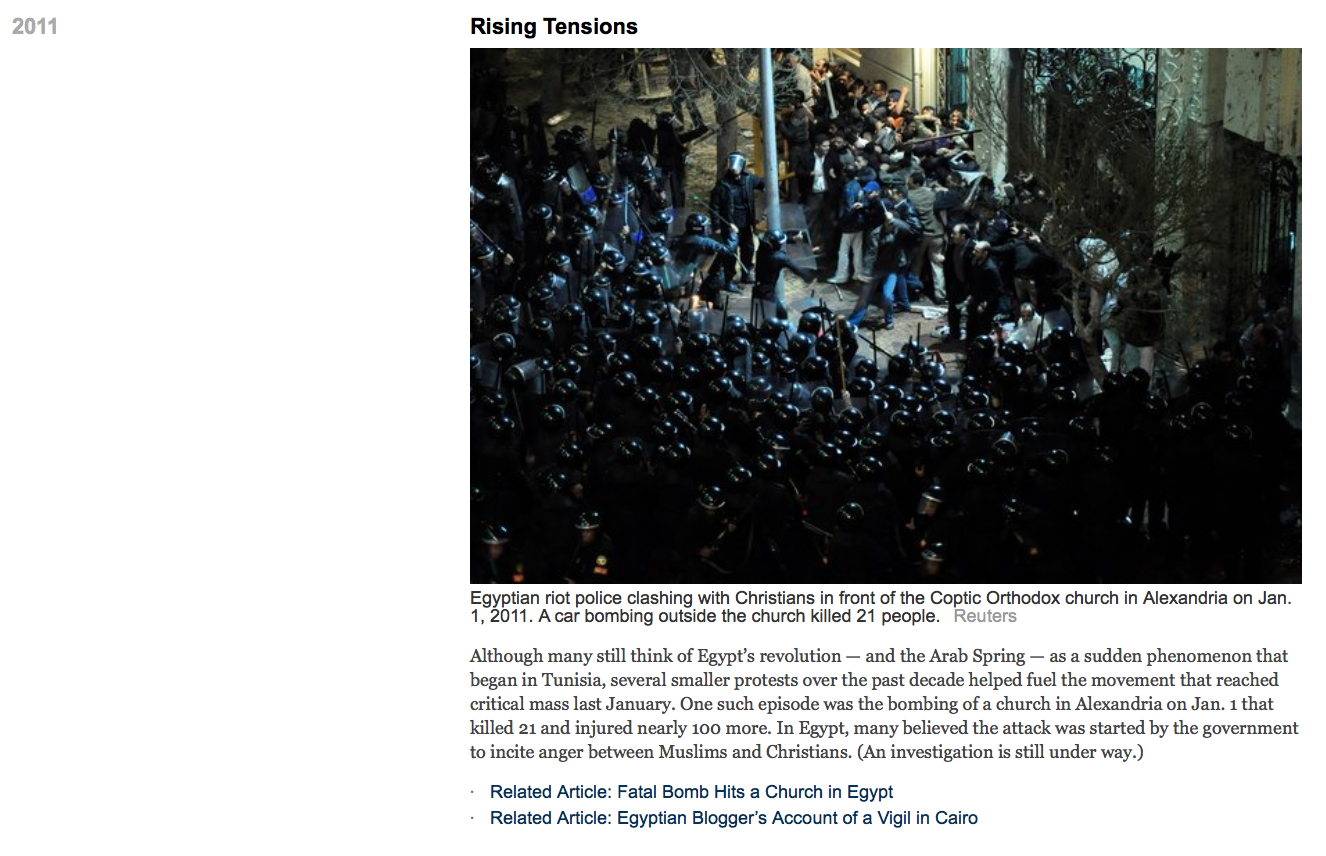 2011
Rising Tensions
Egyptian riot police clashing with Christians in front of the Coptic Orthodox church in Alexandria on Jan.
1, 2011. A car bombing outside the church killed 21 people. Reuters
Although many still think of Egypt’s revolution — and the Arab Spring — as a sudden phenomenon that
began in Tunisia, several smaller protests over the past decade helped fuel the movement that reached
critical mass last January. One such episode was the bombing of a church in Alexandria on Jan. 1 that
killed 21 and injured nearly 100 more. In Egypt, many believed the attack was started by the government
to incite anger between Muslims and Christians. (An investigation is still under way.)
· Related Article: Fatal Bomb Hits a Church in Egypt
· Related Article: Egyptian Blogger’s Account of a Vigil in Cairo